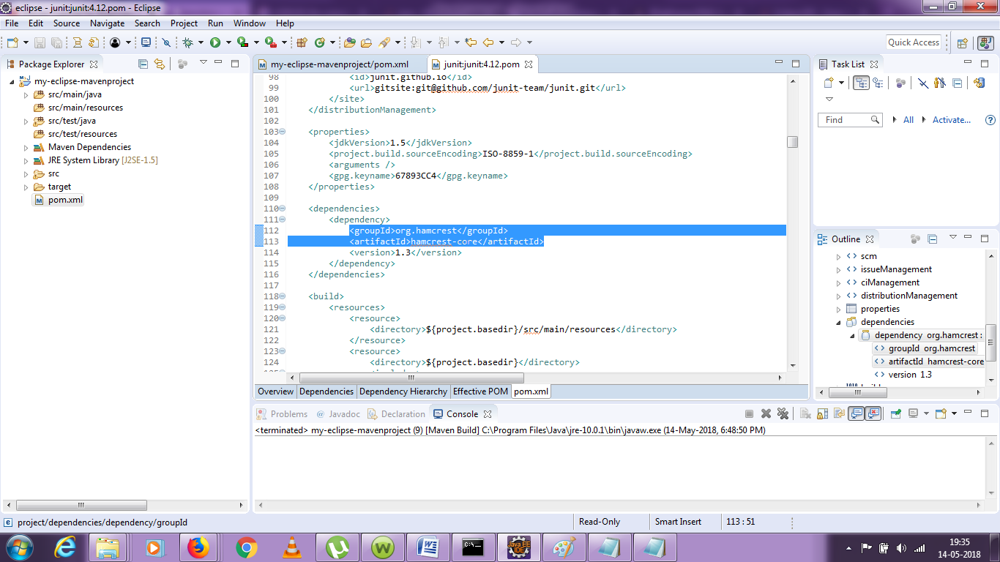 eclipse - junit:junit:4.12.pom - Eclipse
File Edit Source Navigate Search Project Run Window Help
Quick Access
Package Explorer
my-eclipse-mavenproject
src/main/java
src/main/resources
src/test/java
src/test/resources
Maven Dependencies
JRE System Library [J2SE-1.5]
src
target
pom.xml
my-eclipse-mavenproject/pom.xml junit:junit:4.12.pom
98 <id>junit.github.io</id>
99 <url>gitsite:git@github.com/junit-team/junit.git</url>
100 </site>
101 </distributionManagement>
102
103 <properties>
104 <jdkVersion>1.5</jdkVersion>
105 <project.build.sourceEncoding>ISO-8859-1</project.build.sourceEncoding>
106 <arguments />
107 <gpg.keyname>67893CC4</gpg.keyname>
108 </properties>
109
110 <dependencies>
111 <dependency>
112 <groupId>org.hamcrest</groupId>
113 <artifactId>hamcrest-core</artifactId>
114 <version>1.3</version>
115 </dependency>
116 </dependencies>
117
118 <build>
119 <resources>
120 <resource>
121 <directory>${project.basedir}/src/main/resources</directory>
122 </resource>
123 <resource>
124 <directory>${project.basedir}</directory>
Overview Dependencies Dependency Hierarchy Effective POM pom.xml
Task List
Find All Activate...
Outline
scm
issueManagement
ciManagement
distributionManagement
properties
dependencies
dependency org.hamcrest :
groupId org.hamcrest
artifactId hamcrest-core
version 1.3
Problems @ Javadoc Declaration Console
<terminated> my-eclipse-mavenproject (9) [Maven Build] C:\Program Files\Java\jre-10.0.1\bin\javaw.exe (14-May-2018, 6:48:50 PM)
project/dependencies/dependency/groupId Read-Only Smart Insert 113 : 51
Java EE
IDE
19:35
14-05-2018